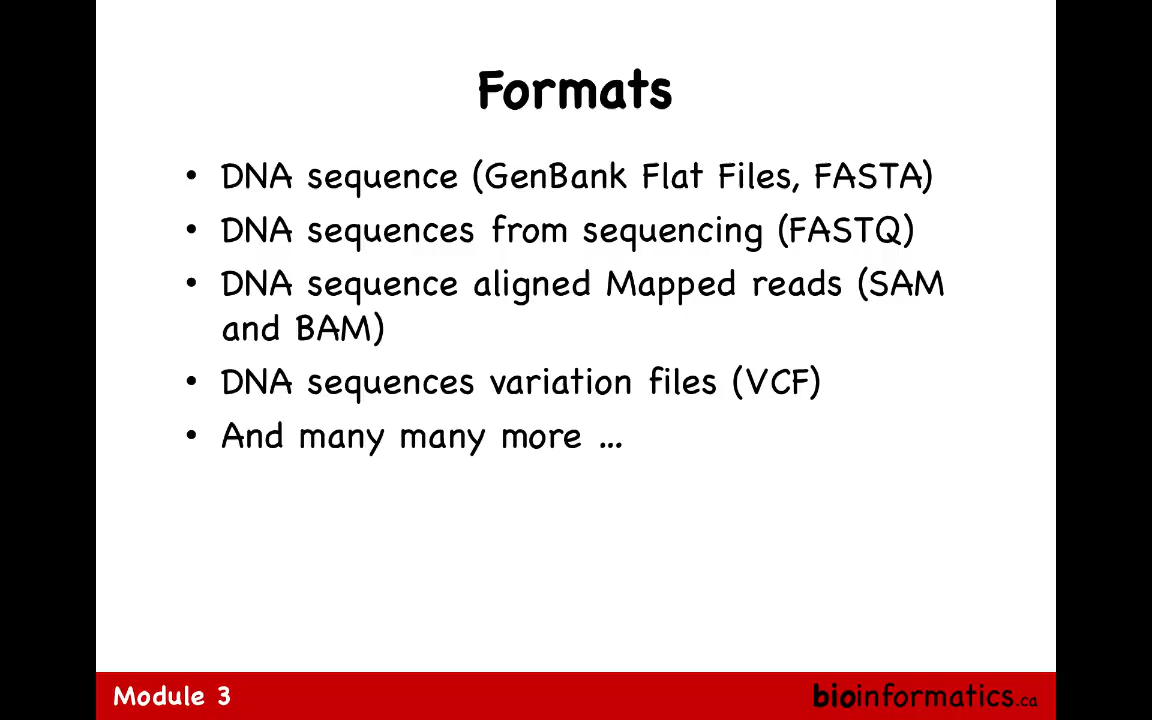 Formats
• DNA sequence (GenBank Flat Files, FASTA)
• DNA sequences from sequencing (FASTQ)
• DNA sequence aligned Mapped reads (SAM
and BAM)
• DNA sequences variation files (VCF)
• And many many more ...
Module 3
bioinformatics.ca